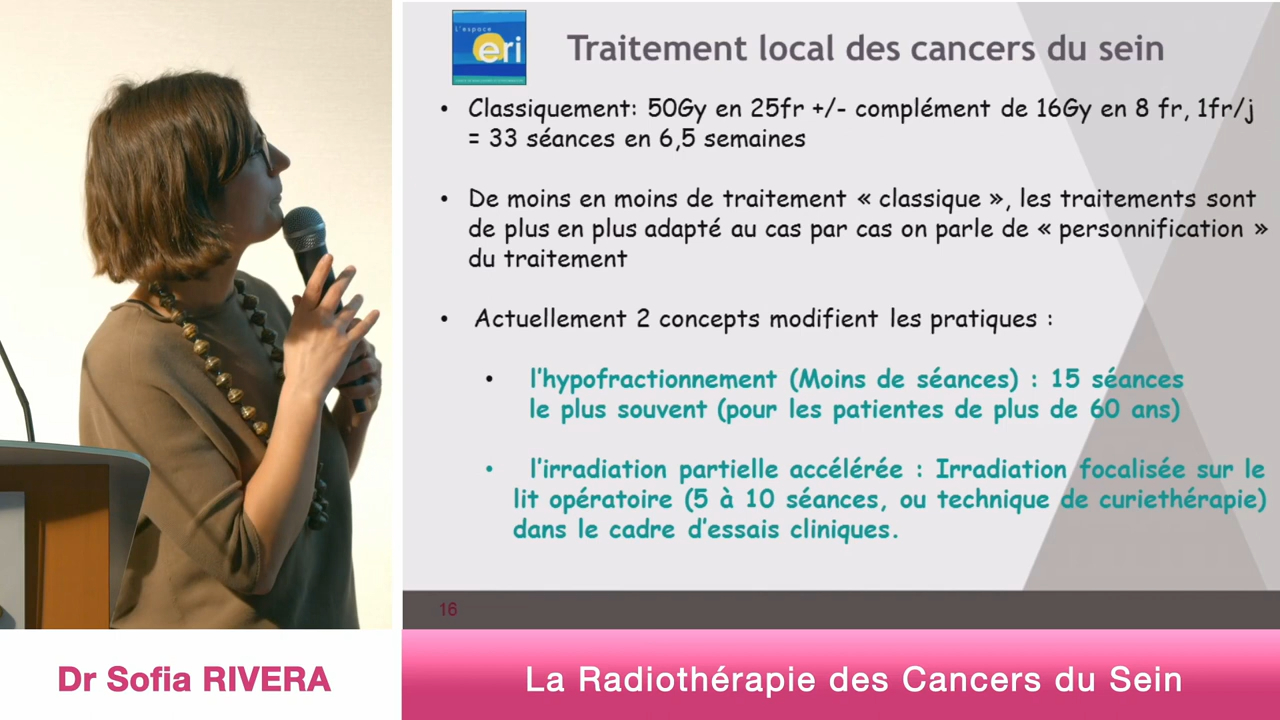 L'espace
eri
Traitement local des cancers du sein
• Classiquement: 50Gy en 25fr +/- complément de 16Gy en 8 fr, 1fr/j
= 33 séances en 6,5 semaines
• De moins en moins de traitement « classique », les traitements sont
de plus en plus adapté au cas par cas on parle de « personnification »
du traitement
• Actuellement 2 concepts modifient les pratiques :
• l'hypofractionnement (Moins de séances) : 15 séances
le plus souvent (pour les patientes de plus de 60 ans)
• l'irradiation partielle accélérée : Irradiation focalisée sur le
lit opératoire (5 à 10 séances, ou technique de curiethérapie)
dans le cadre d'essais cliniques.
16
Dr Sofia RIVERA
La Radiothérapie des Cancers du Sein